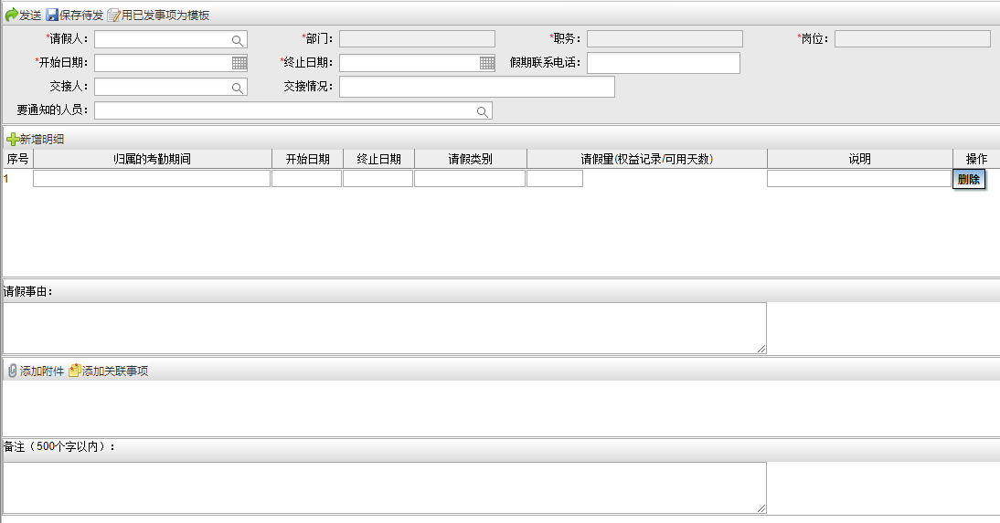 发送 保存待发 用已发事项为模板
*请假人： *部门： *职务： *岗位：
*开始日期： *终止日期： 假期联系电话：
交接人： 交接情况：
要通知的人员：
新增明细
序号 归属的考勤期间 开始日期 终止日期 请假类别 请假量(权益记录/可用天数) 说明 操作
1 删除
请假事由：
添加附件 添加关联事项
备注（500个字以内）：